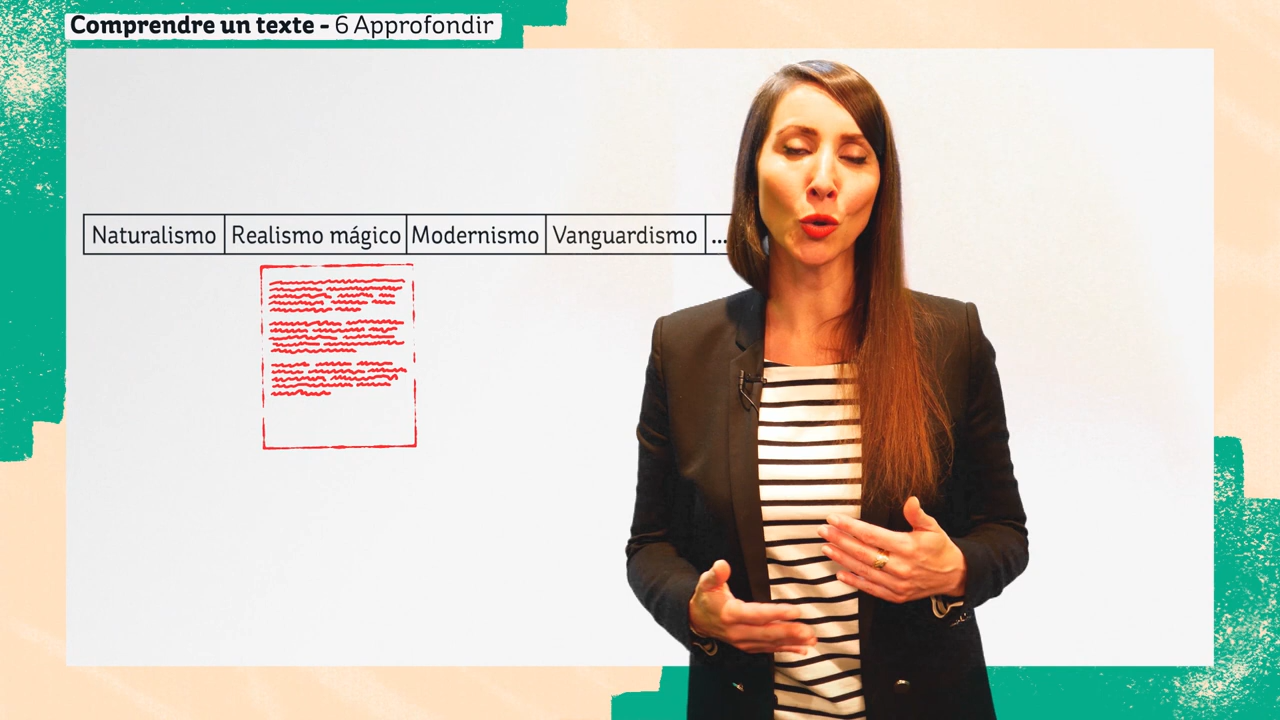 Comprendre un texte - 6 Approfondir
Naturalismo Realismo mágico Modernismo Vanguardismo ...